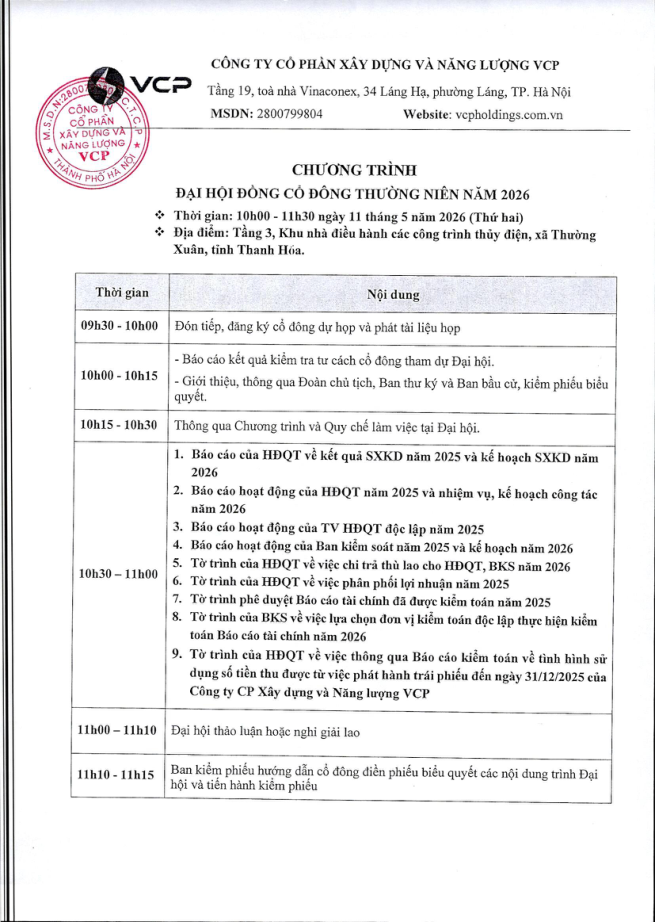 CÔNG TY CỔ PHẦN XÂY DỰNG VÀ NĂNG LƯỢNG VCP
VCP
Tầng 19, toà nhà Vinaconex, 34 Láng Hạ, phường Láng, TP. Hà Nội
MSDN: 2800799804 Website: vcpholdings.com.vn
M.S.D.N:2800799804-C.T.C.P
CÔNG TY
CỔ PHẦN
XÂY DỰNG VÀ
NĂNG LƯỢNG
VCP
THÀNH PHỐ HÀ NỘI
CHƯƠNG TRÌNH
ĐẠI HỘI ĐỒNG CỔ ĐÔNG THƯỜNG NIÊN NĂM 2026
❖ Thời gian: 10h00 - 11h30 ngày 11 tháng 5 năm 2026 (Thứ hai)
❖ Địa điểm: Tầng 3, Khu nhà điều hành các công trình thủy điện, xã Thường
Xuân, tỉnh Thanh Hóa.
Thời gian Nội dung
09h30 - 10h00 Đón tiếp, đăng ký cổ đông dự họp và phát tài liệu họp
10h00 - 10h15
- Báo cáo kết quả kiểm tra tư cách cổ đông tham dự Đại hội.
- Giới thiệu, thông qua Đoàn chủ tịch, Ban thư ký và Ban bầu cử, kiểm phiếu biểu
quyết.
10h15 - 10h30 Thông qua Chương trình và Quy chế làm việc tại Đại hội.
10h30 – 11h00
1. Báo cáo của HĐQT về kết quả SXKD năm 2025 và kế hoạch SXKD năm
2026
2. Báo cáo hoạt động của HĐQT năm 2025 và nhiệm vụ, kế hoạch công tác
năm 2026
3. Báo cáo hoạt động của TV HĐQT độc lập năm 2025
4. Báo cáo hoạt động của Ban kiểm soát năm 2025 và kế hoạch năm 2026
5. Tờ trình của HĐQT về việc chi trả thù lao cho HĐQT, BKS năm 2026
6. Tờ trình của HĐQT về việc phân phối lợi nhuận năm 2025
7. Tờ trình phê duyệt Báo cáo tài chính đã được kiểm toán năm 2025
8. Tờ trình của BKS về việc lựa chọn đơn vị kiểm toán độc lập thực hiện kiểm
toán Báo cáo tài chính năm 2026
9. Tờ trình của HĐQT về việc thông qua Báo cáo kiểm toán về tình hình sử
dụng số tiền thu được từ việc phát hành trái phiếu đến ngày 31/12/2025 của
Công ty CP Xây dựng và Năng lượng VCP
11h00 – 11h10 Đại hội thảo luận hoặc nghỉ giải lao
11h10 - 11h15
Ban kiểm phiếu hướng dẫn cổ đông điền phiếu biểu quyết các nội dung trình Đại
hội và tiến hành kiểm phiếu